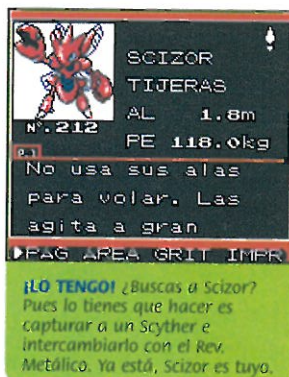 SCIZOR
TIJERAS
AL 1.8m
Nº.212
PE 118.0kg
No usa sus alas
para volar. Las
agita a gran
▶PAG AREA GRIT IMPR
¡LO TENGO! ¿Buscas a Scizor?
Pues lo tienes que hacer es
capturar a un Scyther e
intercambiarlo con el Rev.
Metálico. Ya está, Scizor es tuyo.